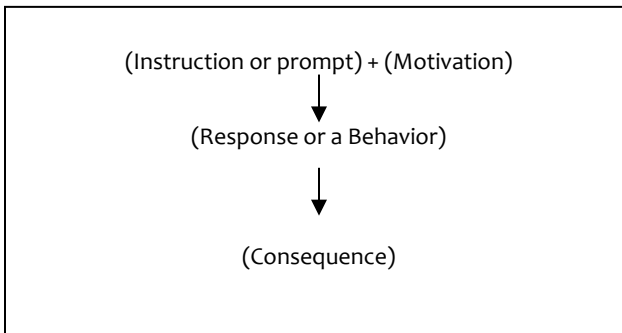 (Instruction or prompt) + (Motivation)
(Response or a Behavior)
(Consequence)